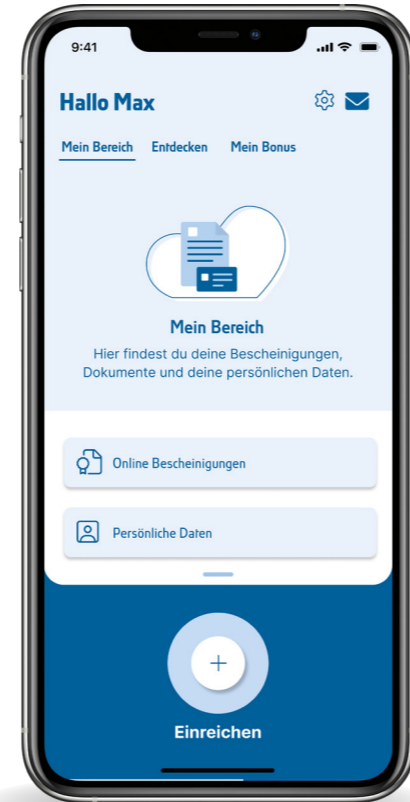 9:41
Hallo Max
Mein Bereich Entdecken Mein Bonus
Mein Bereich
Hier findest du deine Bescheinigungen,
Dokumente und deine persönlichen Daten.
Online Bescheinigungen
Persönliche Daten
+
Einreichen